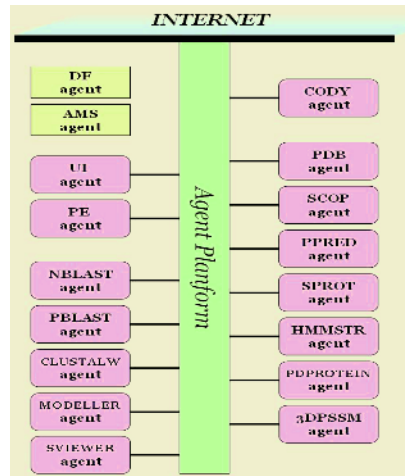 INTERNET
DF
agent
AMS
agent
UI
agent
PE
agent
NBLAST
agent
PBLAST
agent
CLUSTALW
agent
MODELLER
agent
SVIEWER
agent
Agent Planform
CODY
agent
PDB
agent
SCOP
agent
PPRED
agent
SPROT
agent
HMMSTR
agent
PDPROTEIN
agent
3DPSSM
agent